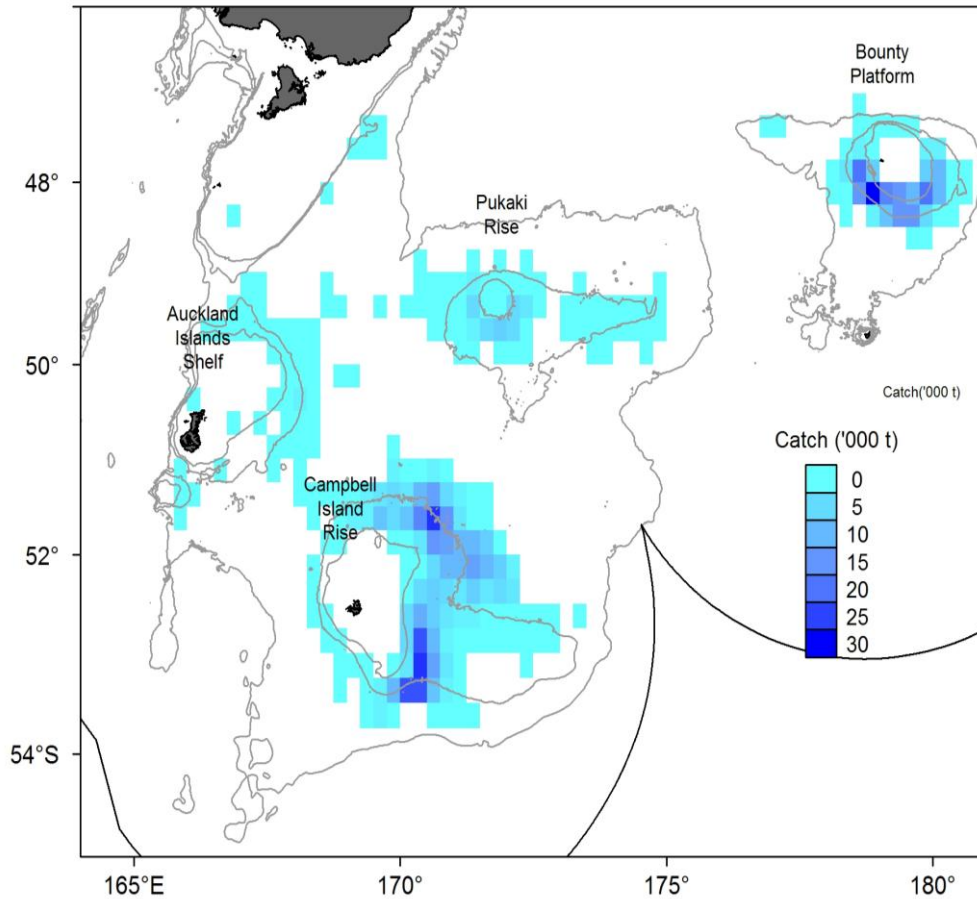 Bounty
Platform
48°
Pukaki
Rise
Auckland
Islands
Shelf
50°
Catch('000 t)
Catch ('000 t)
0
5
10
15
20
25
30
Campbell
Island
Rise
52°
54°S
165°E
170°
175°
180°